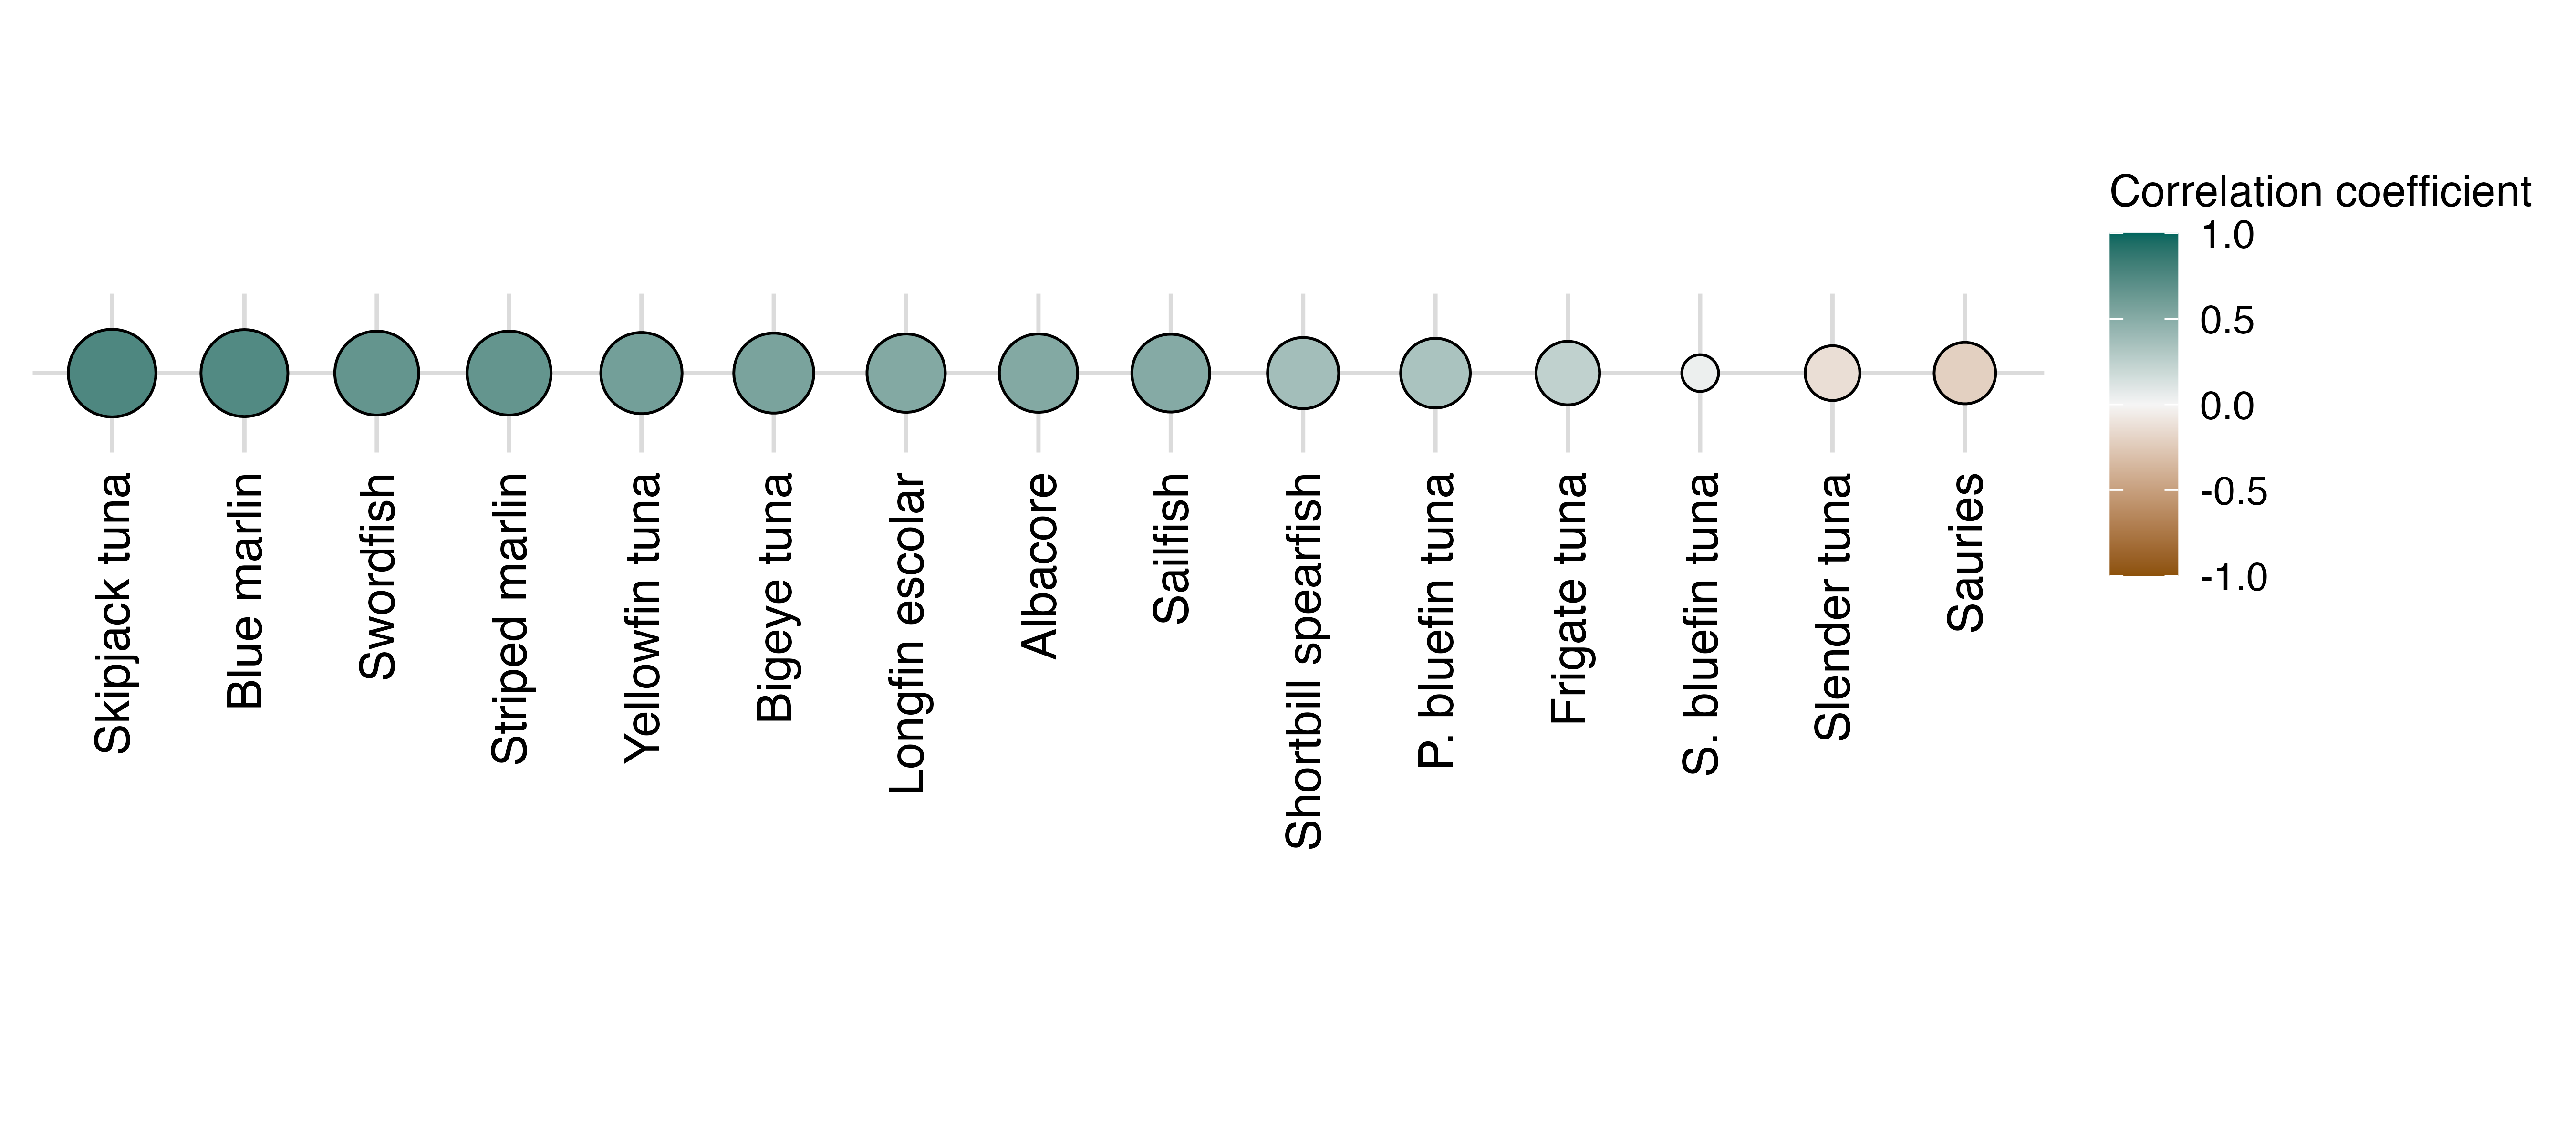 Correlation coefficient
1.0
0.5
0.0
-0.5
-1.0
Skipjack tuna
Blue marlin
Swordfish
Striped marlin
Yellowfin tuna
Bigeye tuna
Longfin escolar
Albacore
Sailfish
Shortbill spearfish
P. bluefin tuna
Frigate tuna
S. bluefin tuna
Slender tuna
Sauries